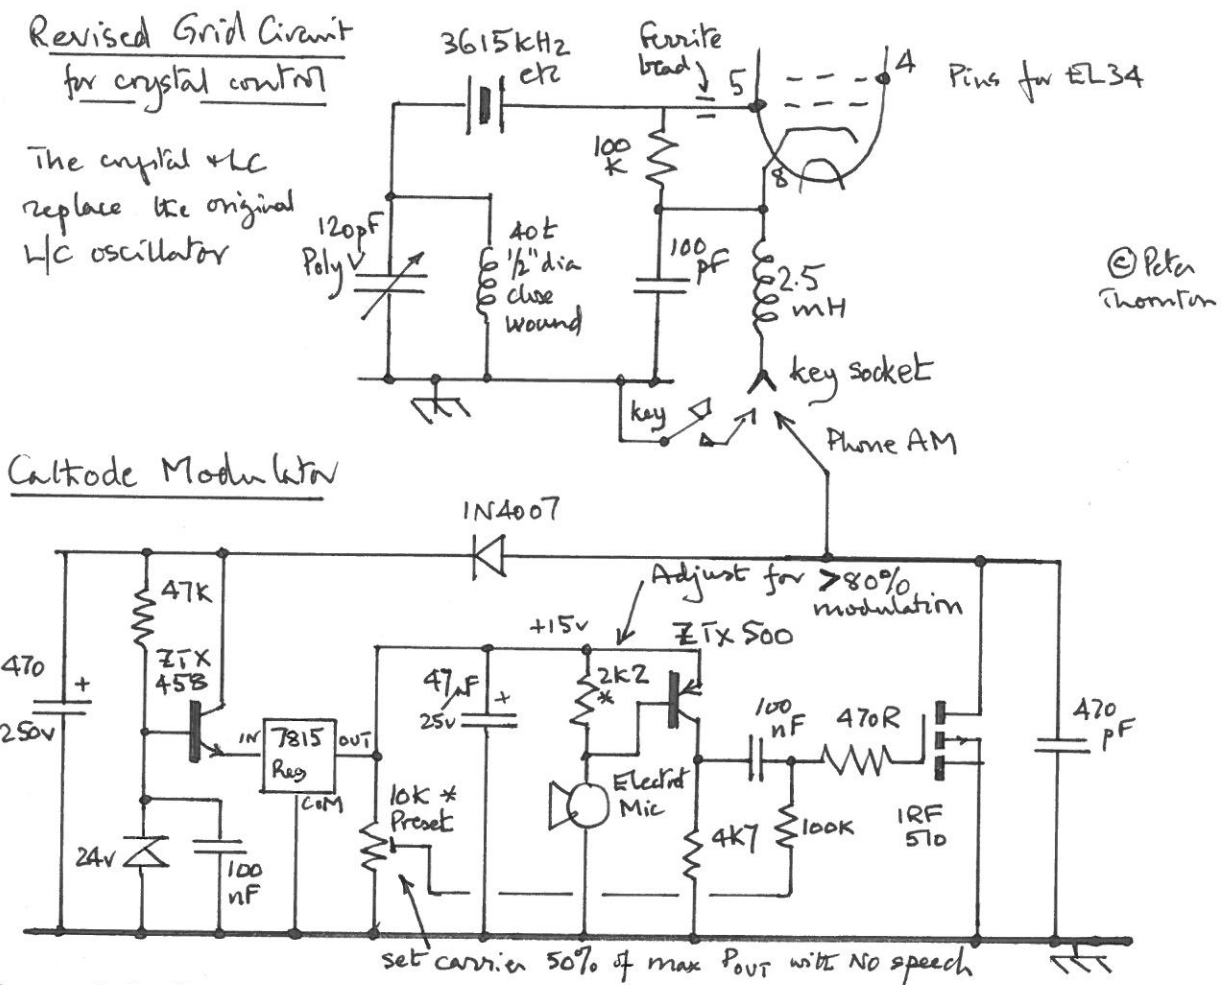 Revised Grid Circuit
for crystal control
3615 kHz
etc
ferrite
bead
5
4
Pins for EL34
The crystal + LC
replace the original
L/C oscillator
100
K
8
120pF
Poly V
40t
1/2" dia
close
wound
100
pF
2.5
mH
© Peter
Thornton
key socket
key
Phone AM
Cathode Modulator
1N4007
Adjust for >80%
modulation
47K
+15v
ZTX 500
ZTX
458
470
+
250v
47µF
+
25v
2K2
*
100
nF
470R
470
pF
IN
7815
Reg
OUT
COM
10K *
Preset
Electret
Mic
4K7
100K
IRF
510
24v
100
nF
set carrier 50% of max POUT with No speech